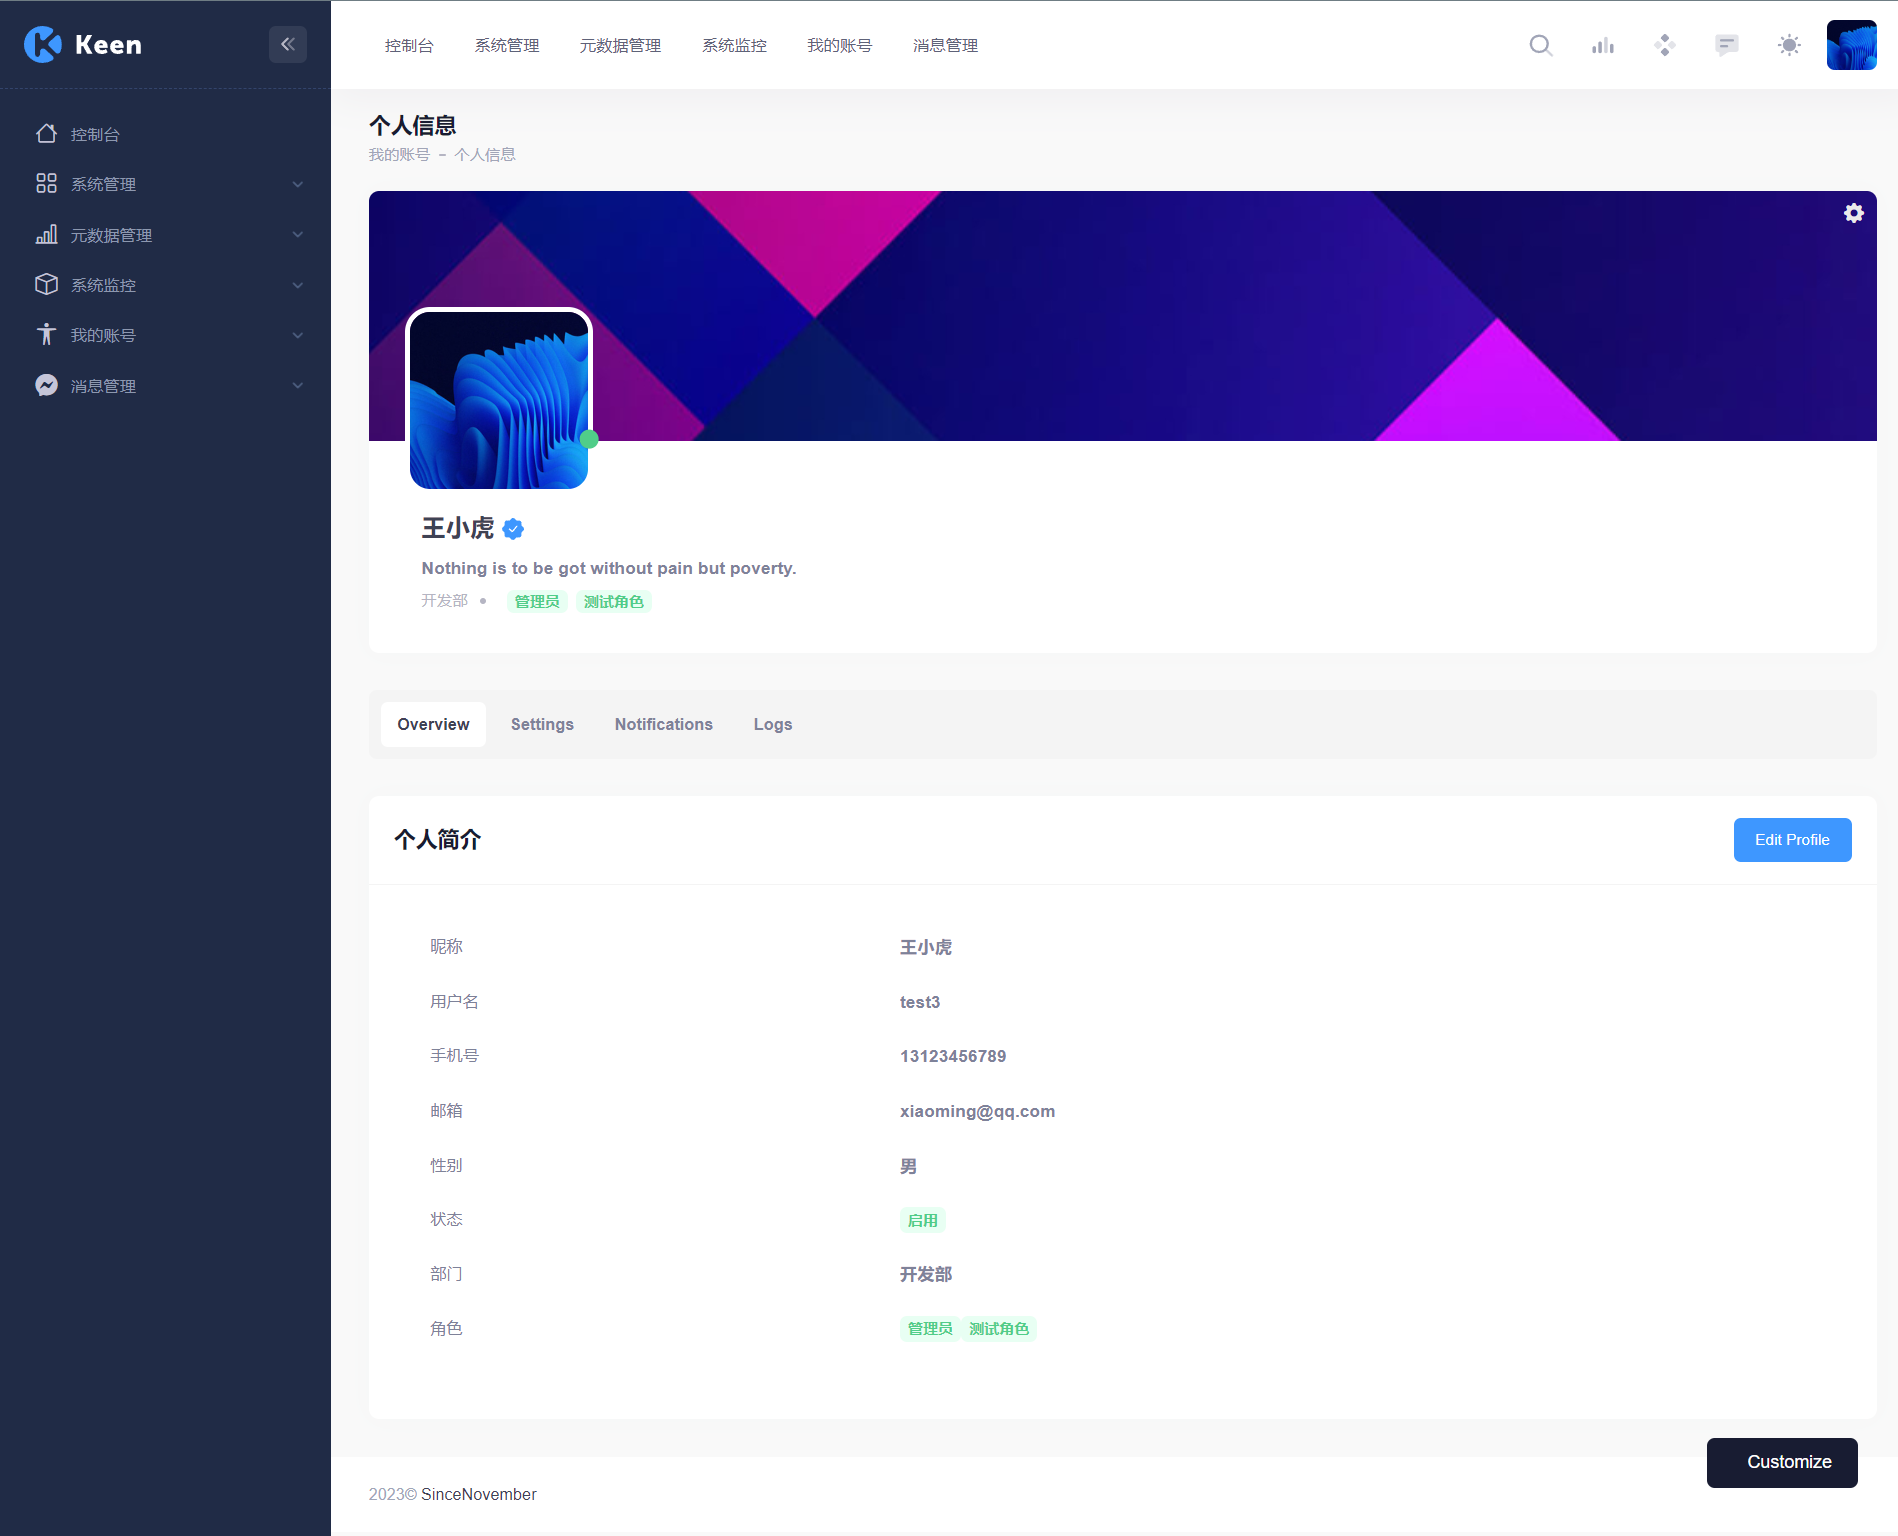 Keen
控制台
系统管理
元数据管理
系统监控
我的账号
消息管理
控制台 系统管理 元数据管理 系统监控 我的账号 消息管理
个人信息
我的账号 - 个人信息
王小虎
Nothing is to be got without pain but poverty.
开发部 • 管理员 测试角色
Overview Settings Notifications Logs
个人简介 Edit Profile
昵称 王小虎
用户名 test3
手机号 13123456789
邮箱 xiaoming@qq.com
性别 男
状态 启用
部门 开发部
角色 管理员 测试角色
Customize
2023© SinceNovember